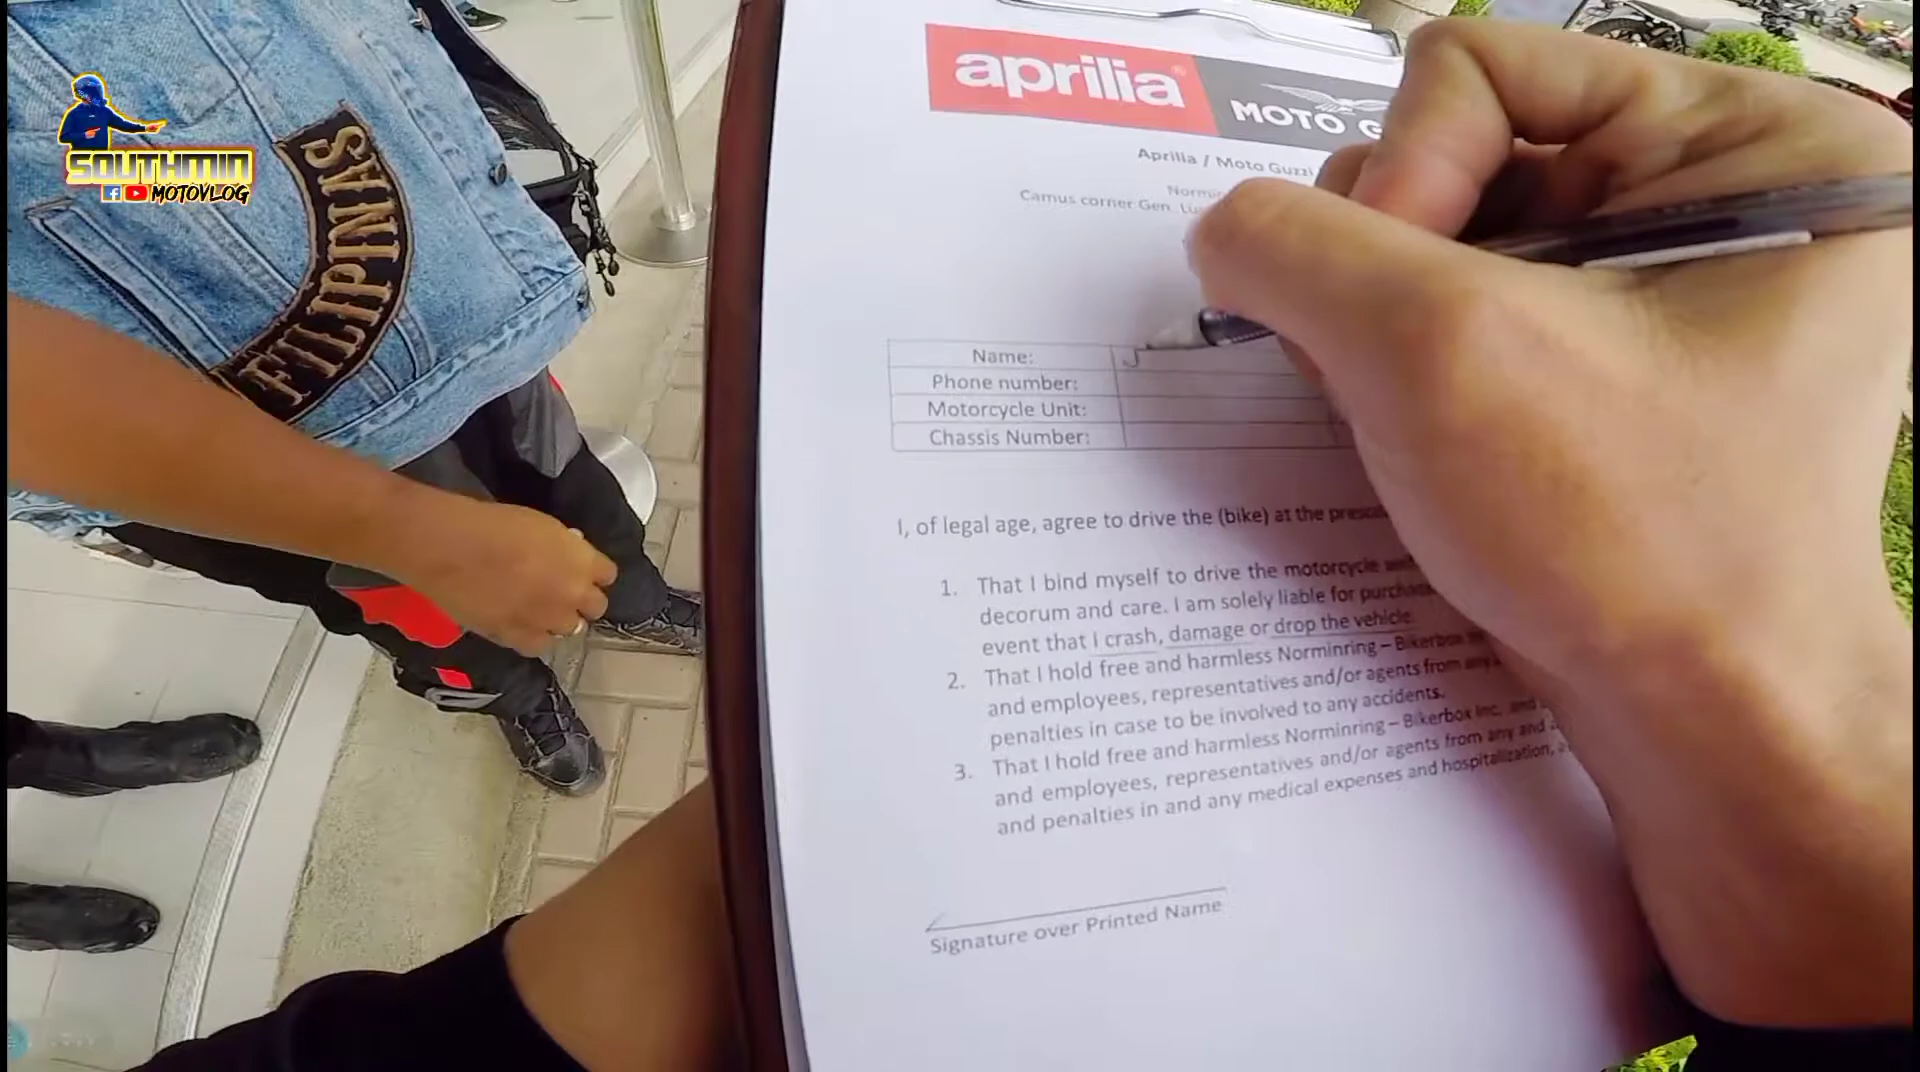 SOUTHMIN
MOTOVLOG
FILIPINAS
aprilia®
MOTO G
Aprilia / Moto Guzzi
Camus corner Gen.
Name: J
Phone number:
Motorcycle Unit:
Chassis Number:
I, of legal age, agree to drive the (bike) at the
1. That I bind myself to drive the motorcycle
decorum and care. I am solely liable for
event that I crash, damage or drop the vehicle.
2. That I hold free and harmless Norminring – Bikerbox
and employees, representatives and/or agents from any
penalties in case to be involved to any accidents.
3. That I hold free and harmless Norminring – Bikerbox Inc. and
and employees, representatives and/or agents from any and
and penalties in and any medical expenses and hospitalization,
Signature over Printed Name